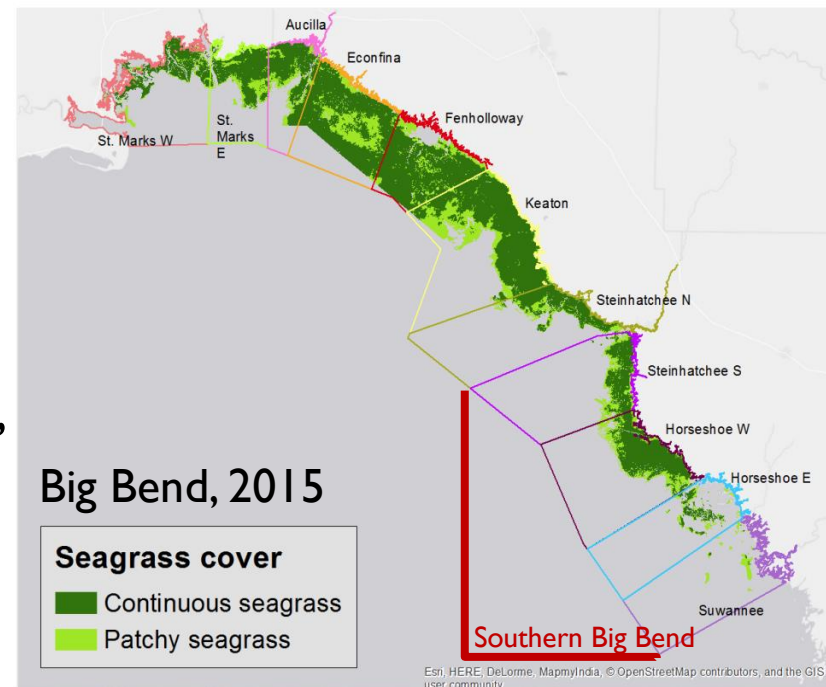 Aucilla
Econfina
Fenholloway
St. Marks W
St.
Marks
E
Keaton
Steinhatchee N
Steinhatchee S
Horseshoe W
Horseshoe E
Suwannee
,
Big Bend, 2015
Seagrass cover
Continuous seagrass
Patchy seagrass
Southern Big Bend
Esri, HERE, DeLorme, MapmyIndia, © OpenStreetMap contributors, and the GIS
user community